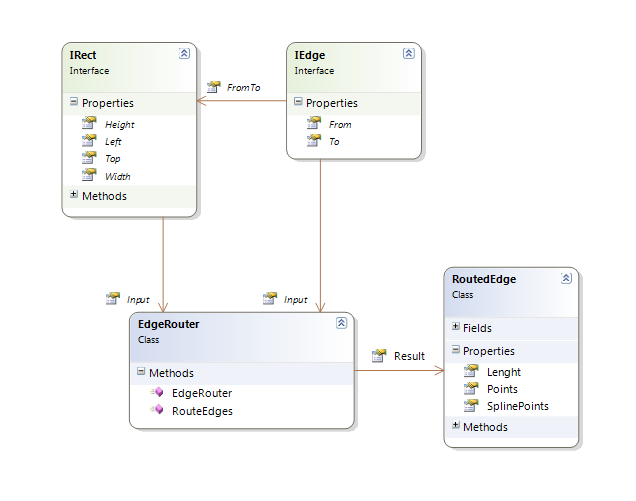 IRect
Interface
Properties
Height
Left
Top
Width
Methods
FromTo
IEdge
Interface
Properties
From
To
Input
Input
EdgeRouter
Class
Methods
EdgeRouter
RouteEdges
Result
RoutedEdge
Class
Fields
Properties
Lenght
Points
SplinePoints
Methods